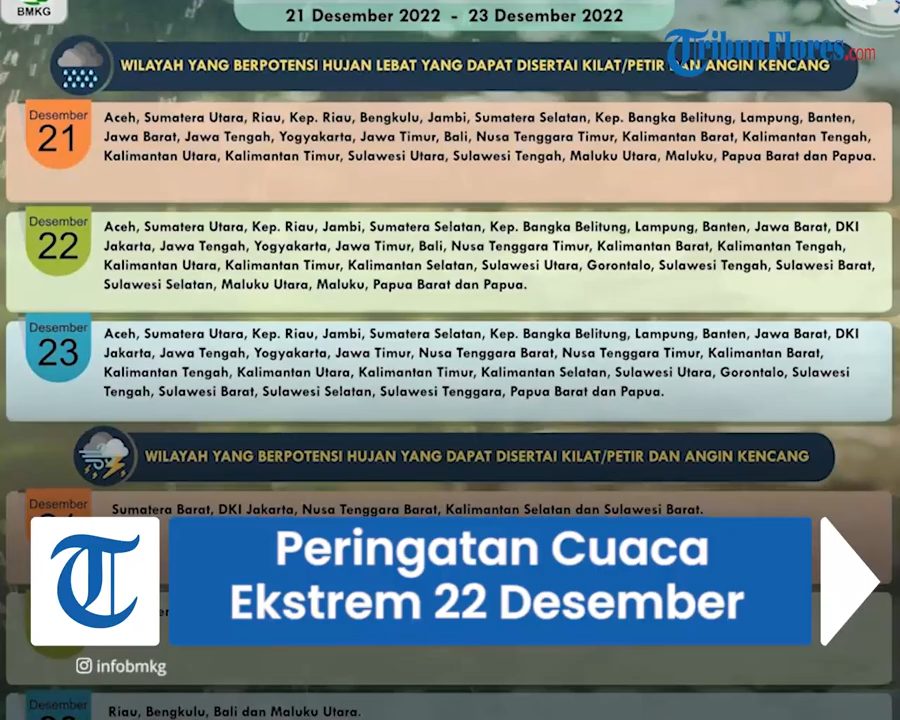 BMKG
21 Desember 2022 - 23 Desember 2022
TribunFlores.com
WILAYAH YANG BERPOTENSI HUJAN LEBAT YANG DAPAT DISERTAI KILAT/PETIR DAN ANGIN KENCANG
Desember
21
Aceh, Sumatera Utara, Riau, Kep. Riau, Bengkulu, Jambi, Sumatera Selatan, Kep. Bangka Belitung, Lampung, Banten,
Jawa Barat, Jawa Tengah, Yogyakarta, Jawa Timur, Bali, Nusa Tenggara Timur, Kalimantan Barat, Kalimantan Tengah,
Kalimantan Utara, Kalimantan Timur, Sulawesi Utara, Sulawesi Tengah, Maluku Utara, Maluku, Papua Barat dan Papua.
Desember
22
Aceh, Sumatera Utara, Kep. Riau, Jambi, Sumatera Selatan, Kep. Bangka Belitung, Lampung, Banten, Jawa Barat, DKI
Jakarta, Jawa Tengah, Yogyakarta, Jawa Timur, Bali, Nusa Tenggara Timur, Kalimantan Barat, Kalimantan Tengah,
Kalimantan Utara, Kalimantan Timur, Kalimantan Selatan, Sulawesi Utara, Gorontalo, Sulawesi Tengah, Sulawesi Barat,
Sulawesi Selatan, Maluku Utara, Maluku, Papua Barat dan Papua.
Desember
23
Aceh, Sumatera Utara, Kep. Riau, Jambi, Sumatera Selatan, Kep. Bangka Belitung, Lampung, Banten, Jawa Barat, DKI
Jakarta, Jawa Tengah, Yogyakarta, Jawa Timur, Nusa Tenggara Barat, Nusa Tenggara Timur, Kalimantan Barat,
Kalimantan Tengah, Kalimantan Utara, Kalimantan Timur, Kalimantan Selatan, Sulawesi Utara, Gorontalo, Sulawesi
Tengah, Sulawesi Barat, Sulawesi Selatan, Sulawesi Tenggara, Papua Barat dan Papua.
WILAYAH YANG BERPOTENSI HUJAN YANG DAPAT DISERTAI KILAT/PETIR DAN ANGIN KENCANG
Desember
Sumatera Barat, DKI Jakarta, Nusa Tenggara Barat, Kalimantan Selatan dan Sulawesi Barat.
T
Peringatan Cuaca
Ekstrem 22 Desember
infobmkg
Desember
Riau, Bengkulu, Bali dan Maluku Utara.